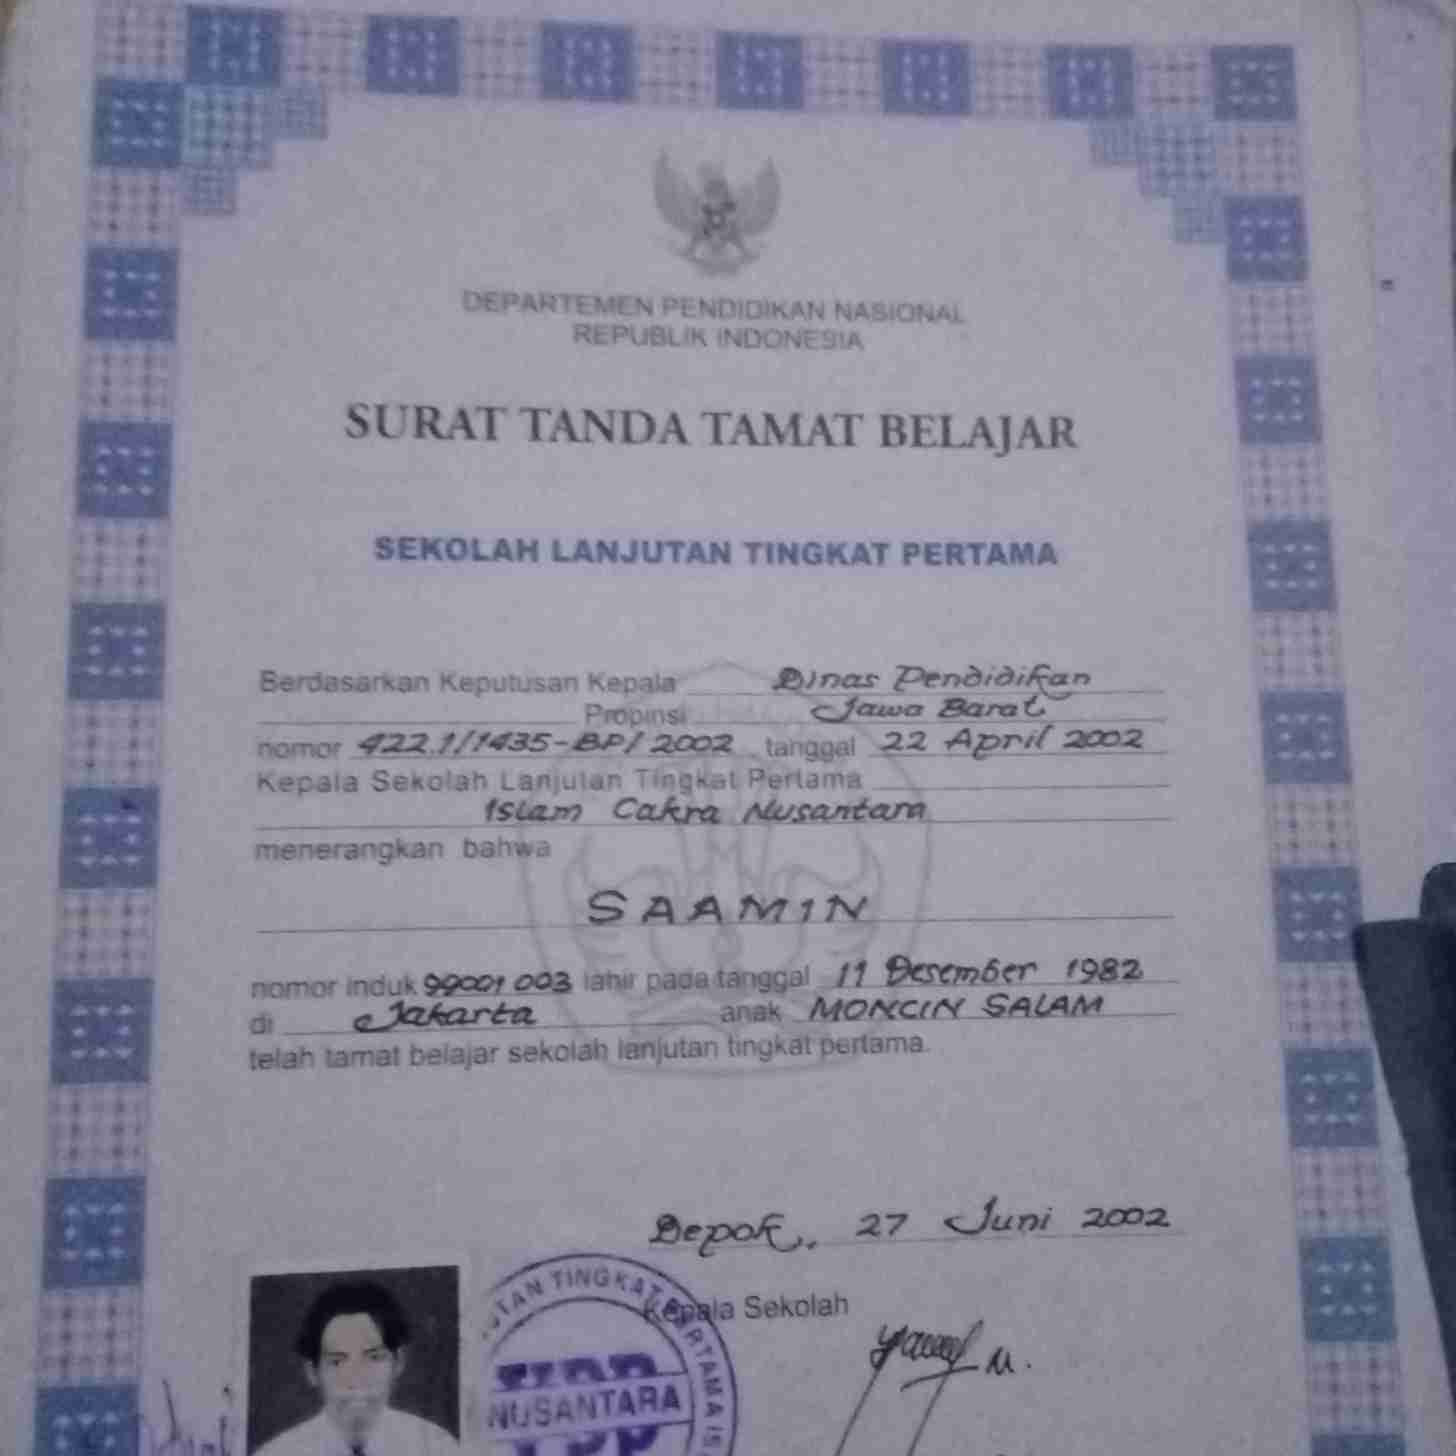 DEPARTEMEN PENDIDIKAN NASIONAL
REPUBLIK INDONESIA
SURAT TANDA TAMAT BELAJAR
SEKOLAH LANJUTAN TINGKAT PERTAMA
Berdasarkan Keputusan Kepala Dinas Pendidikan
Propinsi Jawa Barat
nomor 422.1/1435-BP/2002 tanggal 22 April 2002
Kepala Sekolah Lanjutan Tingkat Pertama
Islam Cakra Nusantara
menerangkan bahwa
SAAMIN
nomor induk 99001003 lahir pada tanggal 11 Desember 1982
di Jakarta anak MONCIN SALAM
telah tamat belajar sekolah lanjutan tingkat pertama.
Depok, 27 Juni 2002
Kepala Sekolah
TINGKAT PERTAMA
NUSANTARA